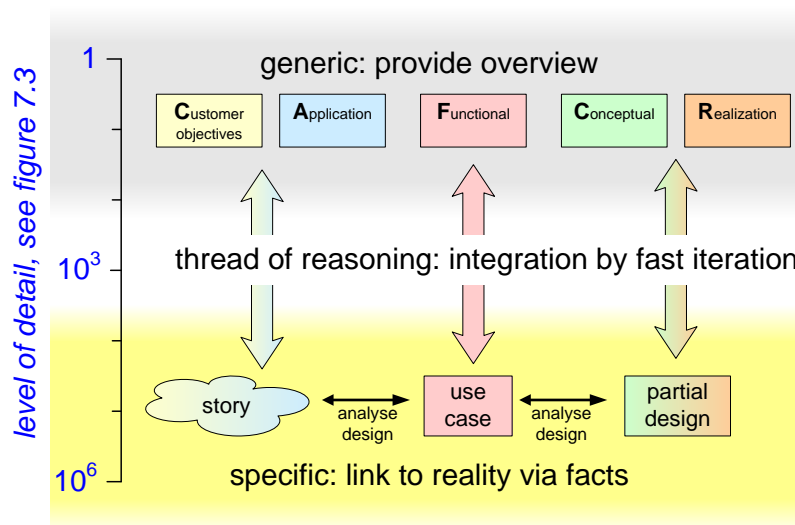 level of detail, see figure 7.3
1
10³
10⁶
generic: provide overview
Customer
objectives
Application
Functional
Conceptual
Realization
thread of reasoning: integration by fast iteration
story
analyse
design
use
case
analyse
design
partial
design
specific: link to reality via facts